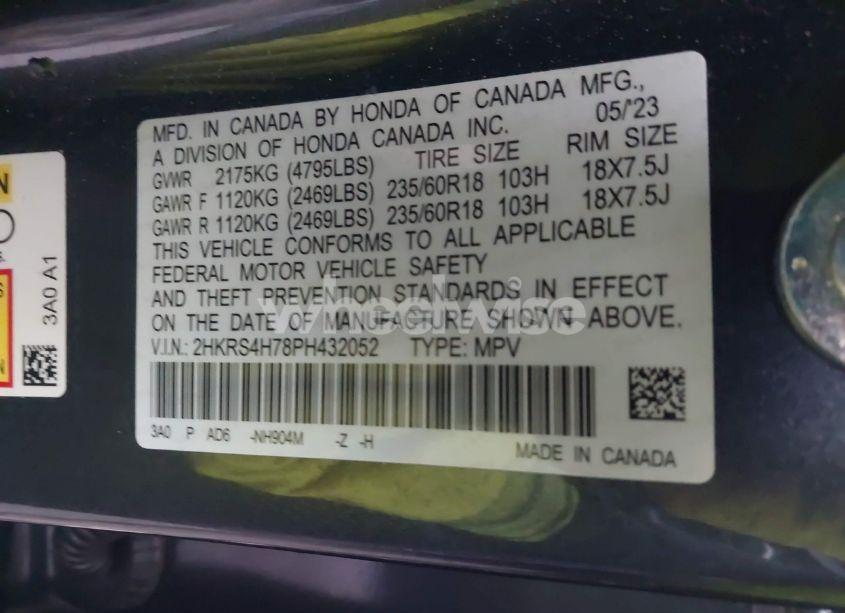 MFD. IN CANADA BY HONDA OF CANADA MFG.,
A DIVISION OF HONDA CANADA INC. 05/'23
GVWR 2175KG (4795LBS) TIRE SIZE RIM SIZE
GAWR F 1120KG (2469LBS) 235/60R18 103H 18X7.5J
GAWR R 1120KG (2469LBS) 235/60R18 103H 18X7.5J
THIS VEHICLE CONFORMS TO ALL APPLICABLE
FEDERAL MOTOR VEHICLE SAFETY
AND THEFT PREVENTION STANDARDS IN EFFECT
ON THE DATE OF MANUFACTURE SHOWN ABOVE.
V.I.N.: 2HKRS4H78PH432052 TYPE: MPV
3A0 P AD6 -NH904M -Z -H
MADE IN CANADA
3A0 A1
wheelwise